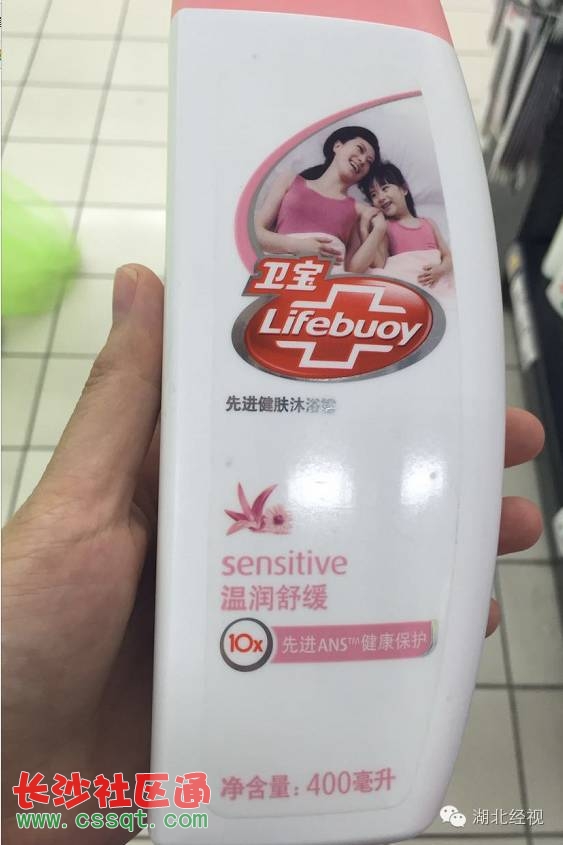 卫宝
Lifebuoy
先进健肤沐浴露
sensitive
温润舒缓
10x 先进ANS™健康保护
净含量:400毫升
长沙社区通
www.cssqt.com
湖北经视